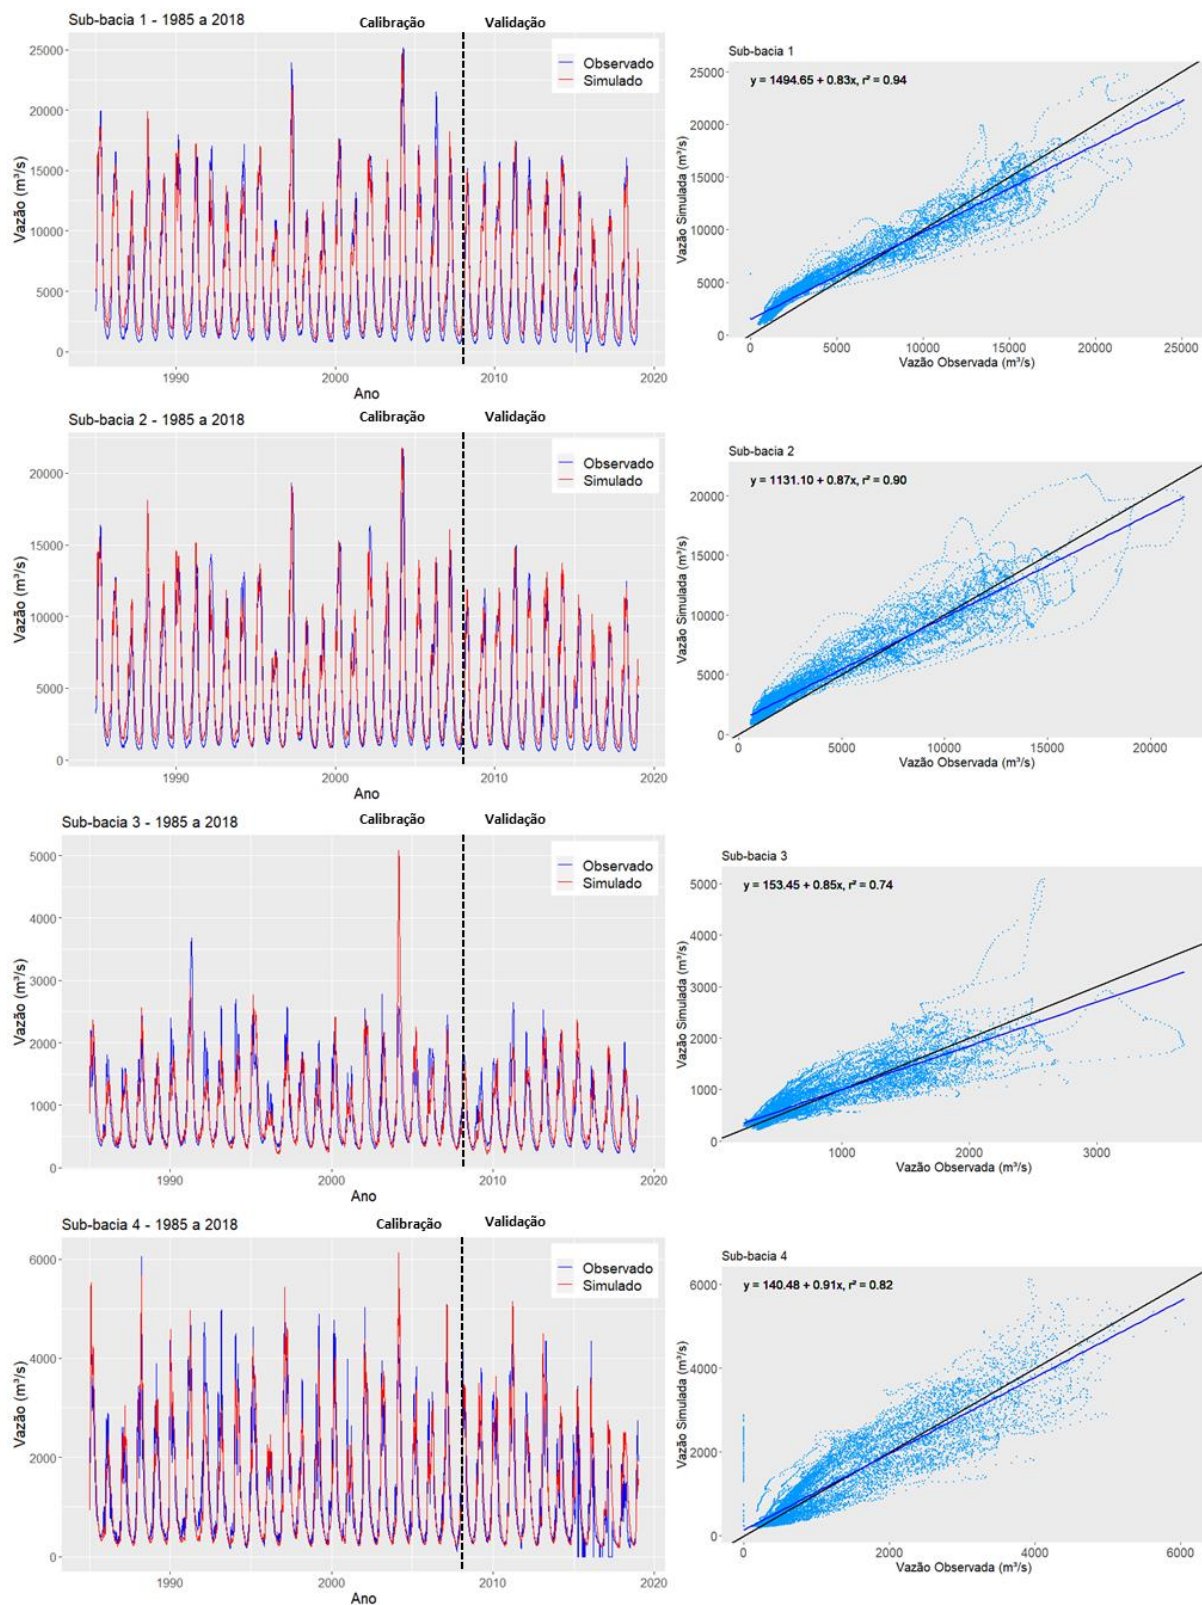 Sub-bacia 1 - 1985 a 2018
Calibração
Validação
Observado
Simulado
25000
20000
15000
10000
5000
0
Vazão (m³/s)
1990
2000
2010
2020
Ano
Sub-bacia 1
y = 1494.65 + 0.83x, r² = 0.94
25000
20000
15000
10000
5000
0
Vazão Simulada (m³/s)
0
5000
10000
15000
20000
25000
Vazão Observada (m³/s)
Sub-bacia 2 - 1985 a 2018
Calibração
Validação
Observado
Simulado
20000
15000
10000
5000
0
Vazão (m³/s)
1990
2000
2010
2020
Ano
Sub-bacia 2
y = 1131.10 + 0.87x, r² = 0.90
20000
15000
10000
5000
0
Vazão Simulada (m³/s)
0
5000
10000
15000
20000
Vazão Observada (m³/s)
Sub-bacia 3 - 1985 a 2018
Calibração
Validação
Observado
Simulado
5000
4000
3000
2000
1000
0
Vazão (m³/s)
1990
2000
2010
2020
Ano
Sub-bacia 3
y = 153.45 + 0.85x, r² = 0.74
5000
4000
3000
2000
1000
0
Vazão Simulada (m³/s)
1000
2000
3000
Vazão Observada (m³/s)
Sub-bacia 4 - 1985 a 2018
Calibração
Validação
Observado
Simulado
6000
4000
2000
0
Vazão (m³/s)
1990
2000
2010
2020
Ano
Sub-bacia 4
y = 140.48 + 0.91x, r² = 0.82
6000
4000
2000
0
Vazão Simulada (m³/s)
0
2000
4000
6000
Vazão Observada (m³/s)